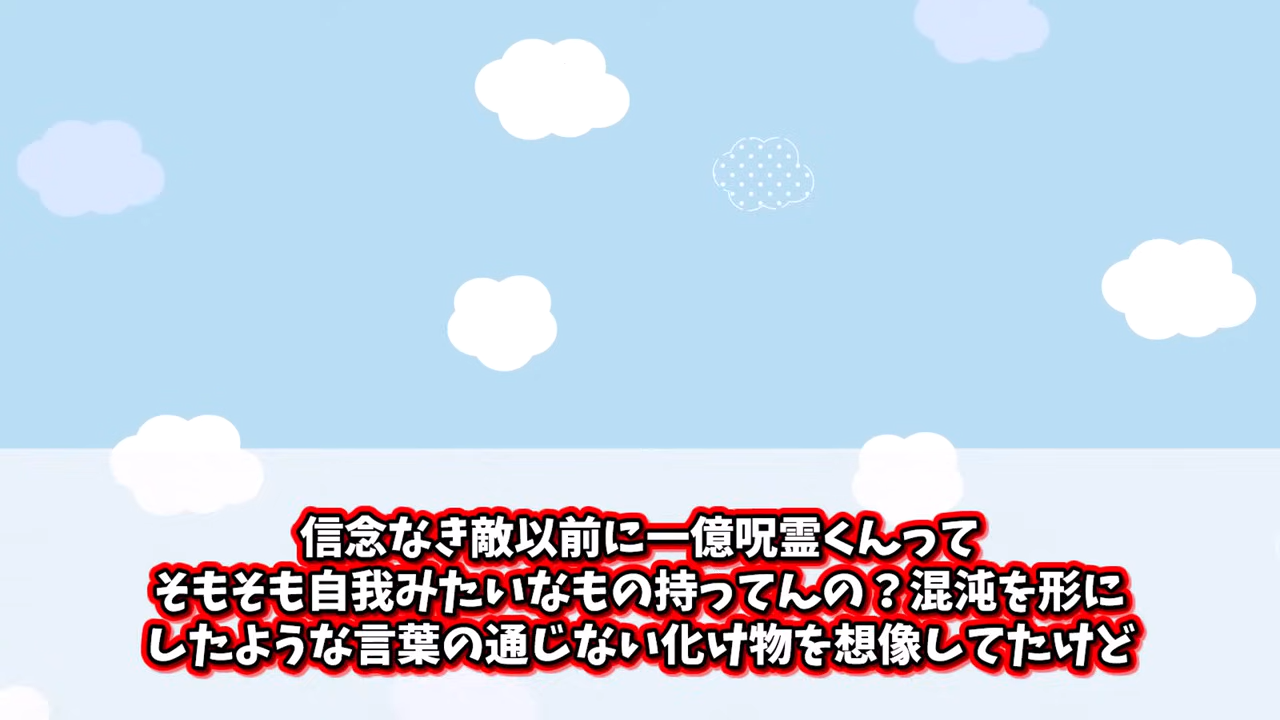 信念なき敵以前に一億呪霊くんって
そもそも自我みたいなもの持ってんの？混沌を形に
したような言葉の通じない化け物を想像してたけど